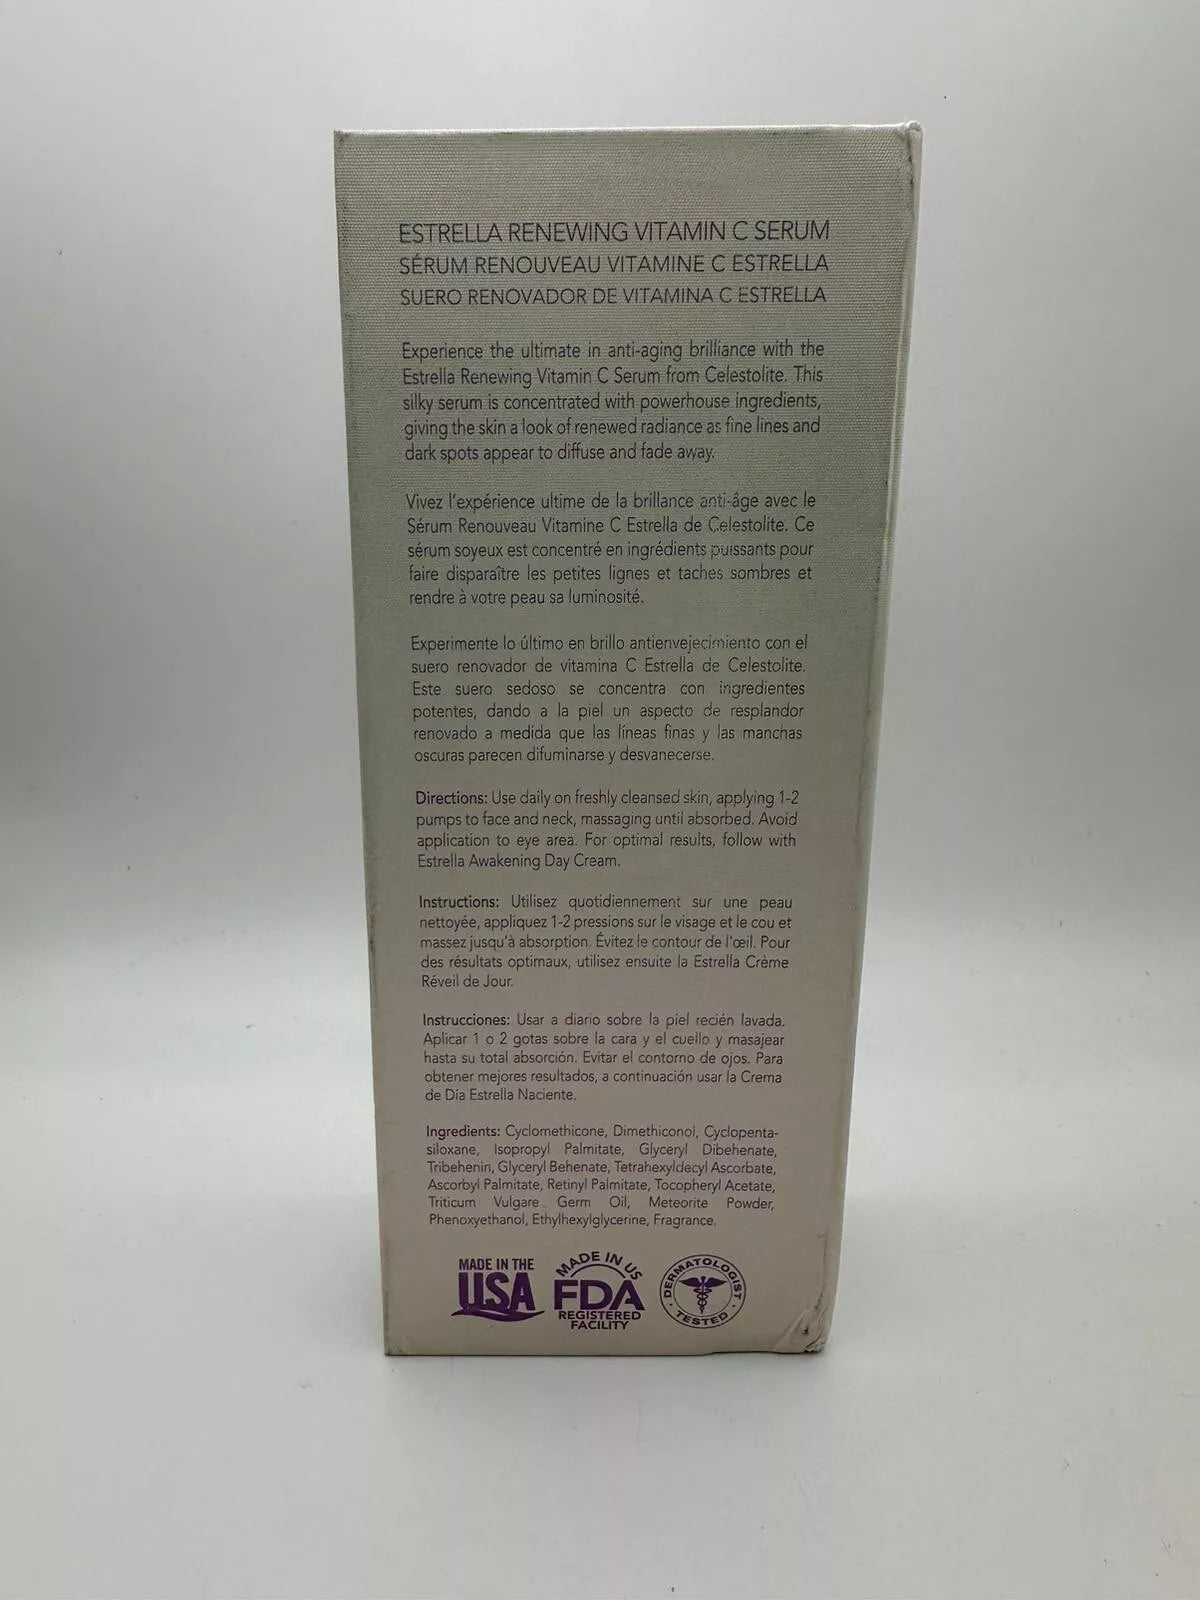 ESTRELLA RENEWING VITAMIN C SERUM
SÉRUM RENOUVEAU VITAMINE C ESTRELLA
SUERO RENOVADOR DE VITAMINA C ESTRELLA
Experience the ultimate in anti-aging brilliance with the
Estrella Renewing Vitamin C Serum from Celestolite. This
silky serum is concentrated with powerhouse ingredients,
giving the skin a look of renewed radiance as fine lines and
dark spots appear to diffuse and fade away.
Vivez l'expérience ultime de la brillance anti-âge avec le
Sérum Renouveau Vitamine C Estrella de Celestolite. Ce
sérum soyeux est concentré en ingrédients puissants pour
faire disparaître les petites lignes et taches sombres et
rendre à votre peau sa luminosité.
Experimente lo último en brillo antienvejecimiento con el
suero renovador de vitamina C Estrella de Celestolite.
Este suero sedoso se concentra con ingredientes
potentes, dando a la piel un aspecto de resplandor
renovado a medida que las líneas finas y las manchas
oscuras parecen difuminarse y desvanecerse.
Directions: Use daily on freshly cleansed skin, applying 1-2
pumps to face and neck, massaging until absorbed. Avoid
application to eye area. For optimal results, follow with
Estrella Awakening Day Cream.
Instructions: Utilisez quotidiennement sur une peau
nettoyée, appliquez 1-2 pressions sur le visage et le cou et
massez jusqu'à absorption. Évitez le contour de l'œil. Pour
des résultats optimaux, utilisez ensuite la Estrella Crème
Réveil de Jour.
Instrucciones: Usar a diario sobre la piel recién lavada.
Aplicar 1 o 2 gotas sobre la cara y el cuello y masajear
hasta su total absorción. Evitar el contorno de ojos. Para
obtener mejores resultados, a continuación usar la Crema
de Día Estrella Naciente.
Ingredients: Cyclomethicone, Dimethiconol, Cyclopenta-
siloxane, Isopropyl Palmitate, Glyceryl Dibehenate,
Tribehenin, Glyceryl Behenate, Tetrahexyldecyl Ascorbate,
Ascorbyl Palmitate, Retinyl Palmitate, Tocopheryl Acetate,
Triticum Vulgare Germ Oil, Meteorite Powder,
Phenoxyethanol, Ethylhexylglycerine, Fragrance.
MADE IN THE
USA
MADE IN US
FDA
REGISTERED
FACILITY
DERMATOLOGIST
TESTED